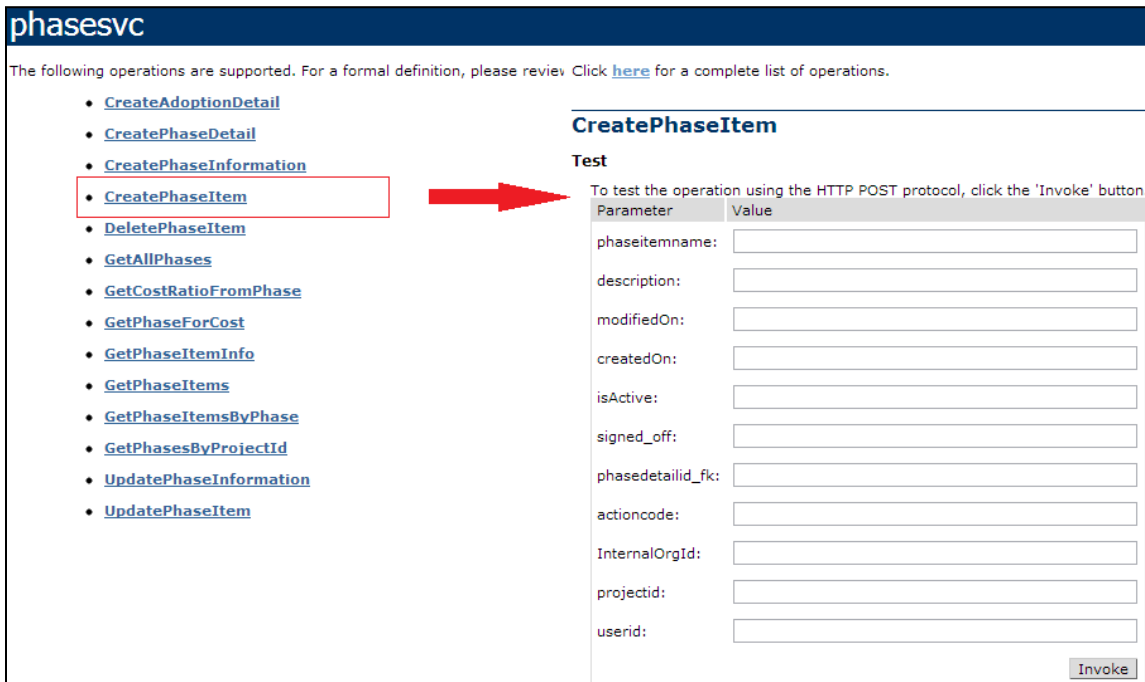 phasesvc
The following operations are supported. For a formal definition, please review
CreateAdoptionDetail
CreatePhaseDetail
CreatePhaseInformation
CreatePhaseItem
DeletePhaseItem
GetAllPhases
GetCostRatioFromPhase
GetPhaseForCost
GetPhaseItemInfo
GetPhaseItems
GetPhaseItemsByPhase
GetPhasesByProjectId
UpdatePhaseInformation
UpdatePhaseItem
Click here for a complete list of operations.
CreatePhaseItem
Test
To test the operation using the HTTP POST protocol, click the 'Invoke' button
Parameter Value
phaseitemname:
description:
modifiedOn:
createdOn:
isActive:
signed_off:
phasedetailid_fk:
actioncode:
InternalOrgId:
projectid:
userid:
Invoke